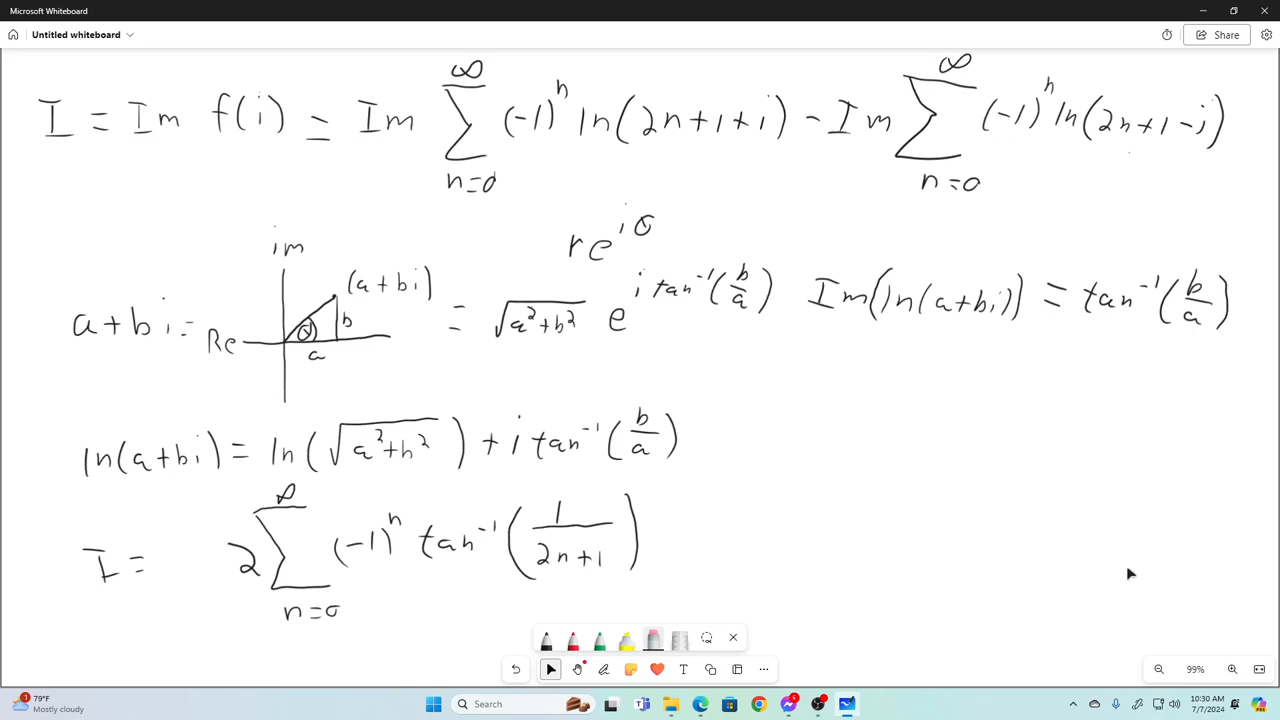 Microsoft Whiteboard
Untitled whiteboard
Share
I = Im f(i) = Im ∑_{n=0}^{∞} (-1)^n ln(2n+1+i) - Im ∑_{n=0}^{∞} (-1)^n ln(2n+1-i)
im
re^{iθ}
a+bi = Re (a+bi) b a θ = √(a²+b²) e^{i tan⁻¹(b/a)} Im(ln(a+bi)) = tan⁻¹(b/a)
ln(a+bi) = ln(√(a²+b²)) + i tan⁻¹(b/a)
I = 2 ∑_{n=0}^{∞} (-1)^n tan⁻¹(1/(2n+1))
99%
1
79°F
Mostly cloudy
Search
5
10:30 AM
7/7/2024